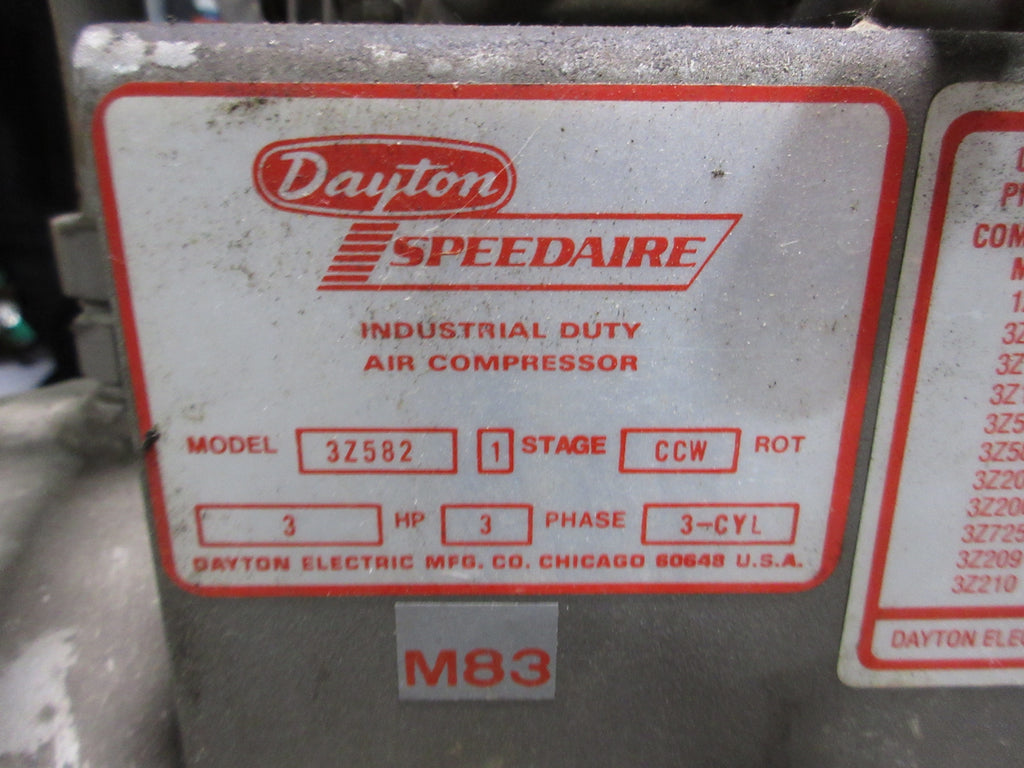 Dayton
SPEEDAIRE
INDUSTRIAL DUTY
AIR COMPRESSOR
MODEL 3Z582 1 STAGE CCW ROT
3 HP 3 PHASE 3-CYL
DAYTON ELECTRIC MFG. CO. CHICAGO 60648 U.S.A.
M83
3Z725
3Z209
3Z210
DAYTON